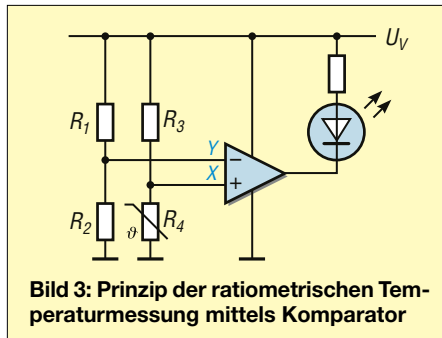 U_V
R_1
R_3
Y
−
X
+
R_2
ϑ
R_4
Bild 3: Prinzip der ratiometrischen Tem-
peraturmessung mittels Komparator